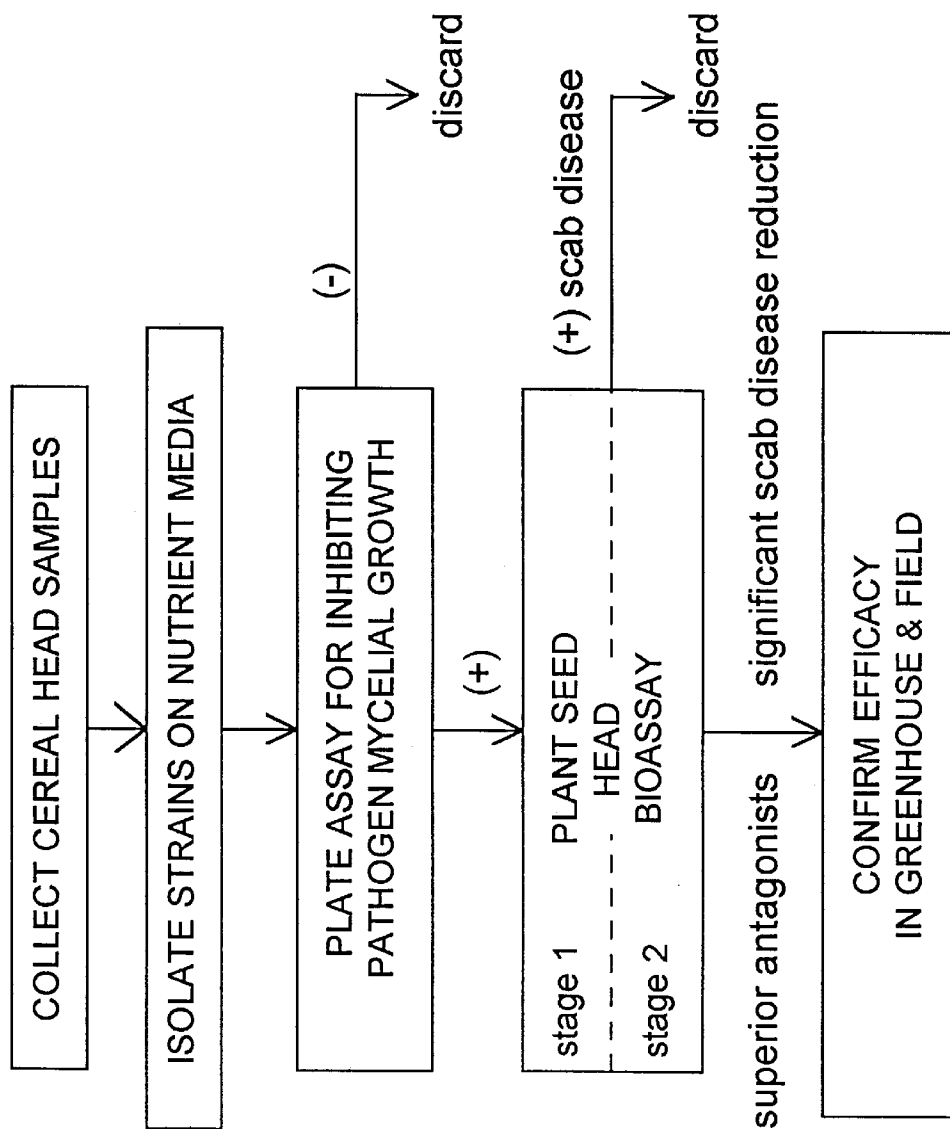 COLLECT CEREAL HEAD SAMPLES
ISOLATE STRAINS ON NUTRIENT MEDIA
PLATE ASSAY FOR INHIBITING
PATHOGEN MYCELIAL GROWTH
(-)
discard
(+)
stage 1
PLANT SEED
HEAD
BIOASSAY
stage 2
(+) scab disease
discard
superior antagonists
significant scab disease reduction
CONFIRM EFFICACY
IN GREENHOUSE & FIELD